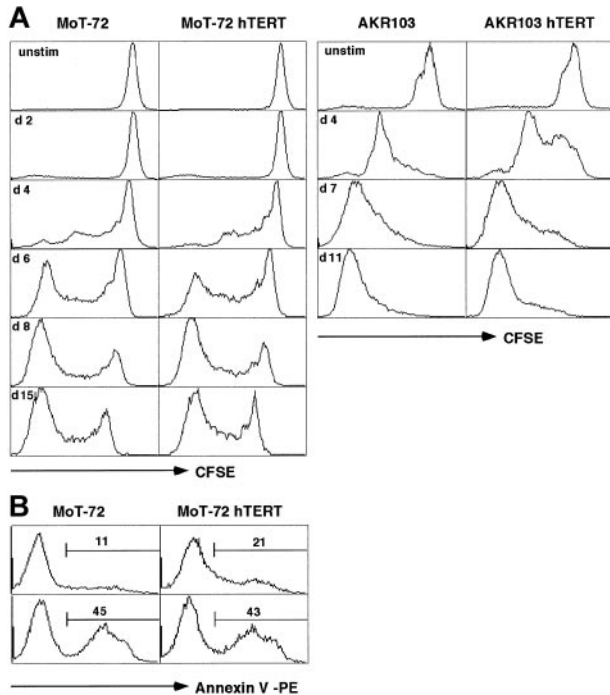 A
MoT-72 MoT-72 hTERT
unstim
d 2
d 4
d 6
d 8
d 15
CFSE
AKR103 AKR103 hTERT
unstim
d 4
d 7
d 11
CFSE
B
MoT-72 MoT-72 hTERT
11 21
45 43
Annexin V -PE